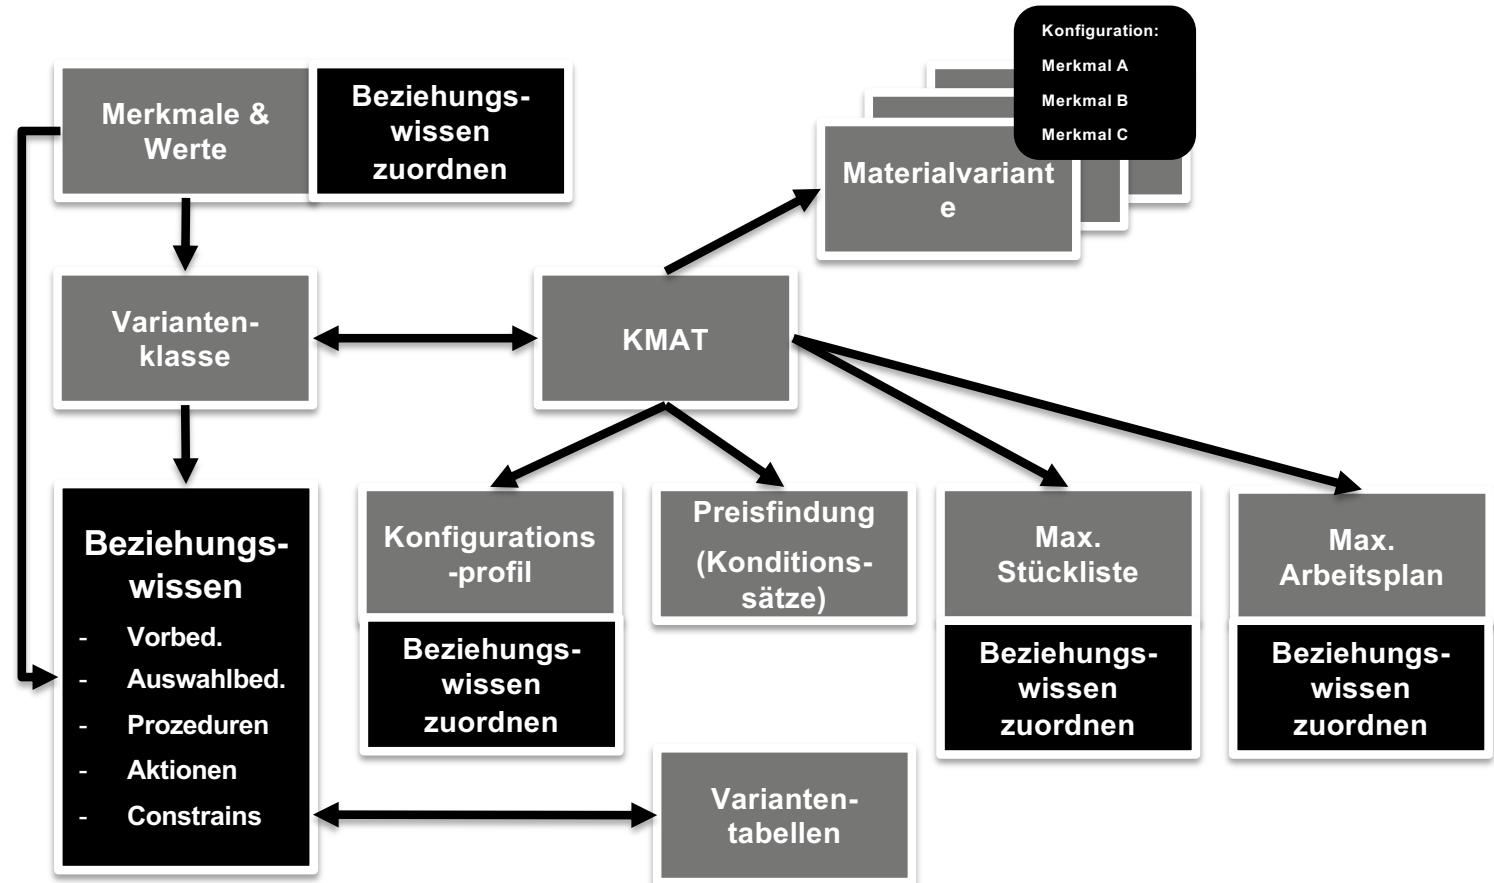 Konfiguration:
Merkmal A
Merkmal B
Merkmal C
Merkmale &
Werte
Beziehungs-
wissen
zuordnen
Materialvariant
e
Varianten-
klasse
KMAT
Beziehungs-
wissen
- Vorbed.
- Auswahlbed.
- Prozeduren
- Aktionen
- Constrains
Konfigurations
-profil
Beziehungs-
wissen
zuordnen
Preisfindung
(Konditions-
sätze)
Max.
Stückliste
Beziehungs-
wissen
zuordnen
Max.
Arbeitsplan
Beziehungs-
wissen
zuordnen
Varianten-
tabellen